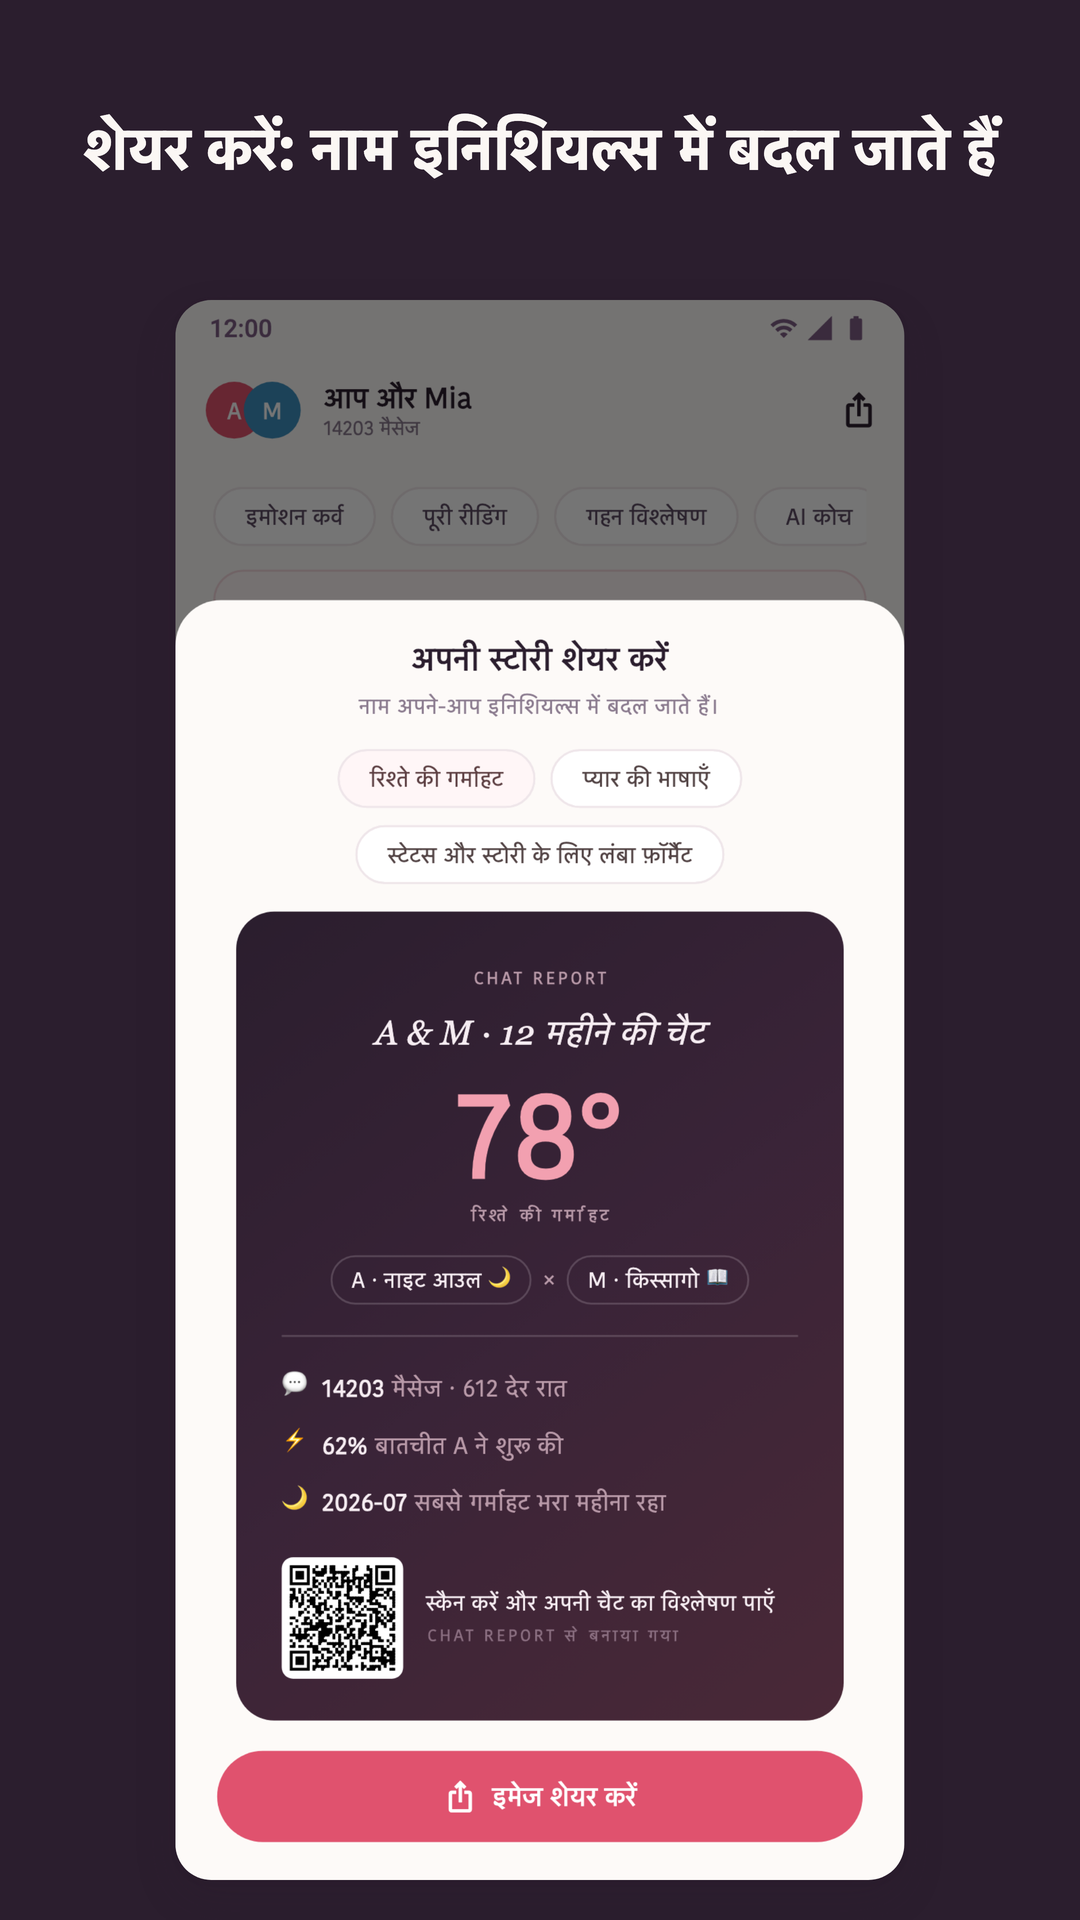 शेयर करें: नाम इनिशियल्स में बदल जाते हैं
12:00
A M
आप और Mia
14203 मैसेज
इमोशन कर्व
पूरी रीडिंग
गहन विश्लेषण
AI कोच
अपनी स्टोरी शेयर करें
नाम अपने-आप इनिशियल्स में बदल जाते हैं।
रिश्ते की गर्माहट
प्यार की भाषाएँ
स्टेटस और स्टोरी के लिए लंबा फ़ॉर्मैट
CHAT REPORT
A & M · 12 महीने की चैट
78°
रिश्ते की गर्माहट
A · नाइट आउल 🌙 × M · किस्सागो 📖
💬 14203 मैसेज · 612 देर रात
⚡ 62% बातचीत A ने शुरू की
🌙 2026-07 सबसे गर्माहट भरा महीना रहा
स्कैन करें और अपनी चैट का विश्लेषण पाएँ
CHAT REPORT से बनाया गया
इमेज शेयर करें